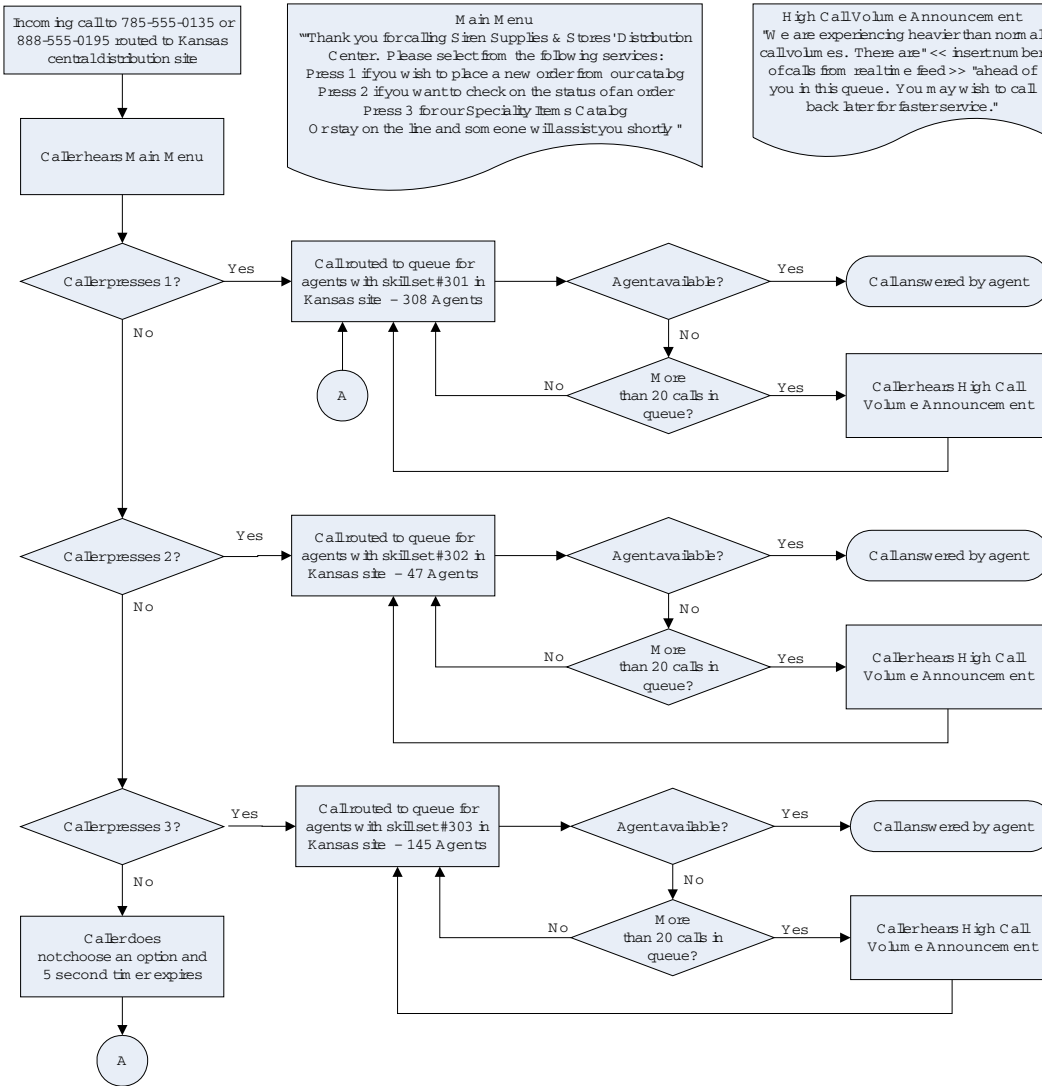 Incoming call to 785-555-0135 or
888-555-0195 routed to Kansas
central distribution site
Main Menu
""Thank you for calling Siren Supplies & Stores' Distribution
Center. Please select from the following services:
Press 1 if you wish to place a new order from our catalog
Press 2 if you want to check on the status of an order
Press 3 for our Speciality Items Catalog
Or stay on the line and someone will assist you shortly "
High Call Volume Announcement
"We are experiencing heavier than normal
call volumes. There are" << insert number
of calls from real time feed >> "ahead of
you in this queue. You may wish to call
back later for faster service."
Caller hears Main Menu
Caller presses 1?
Yes
No
Call routed to queue for
agents with skillset #301 in
Kansas site – 308 Agents
Agent available?
Yes
No
Call answered by agent
A
No
More
than 20 calls in
queue?
Yes
Caller hears High Call
Volume Announcement
Caller presses 2?
Yes
No
Call routed to queue for
agents with skillset #302 in
Kansas site – 47 Agents
Agent available?
Yes
No
Call answered by agent
No
More
than 20 calls in
queue?
Yes
Caller hears High Call
Volume Announcement
Caller presses 3?
Yes
No
Call routed to queue for
agents with skillset #303 in
Kansas site – 145 Agents
Agent available?
Yes
No
Call answered by agent
No
More
than 20 calls in
queue?
Yes
Caller hears High Call
Volume Announcement
Caller does
not choose an option and
5 second timer expires
A